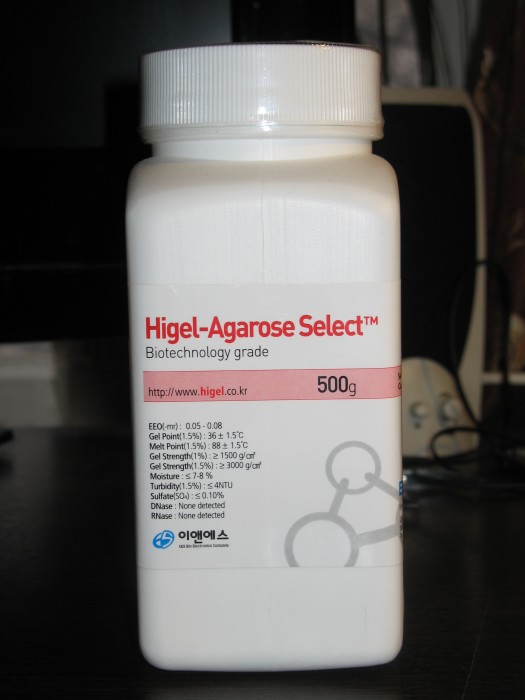 Higel-Agarose Select™
Biotechnology grade
http://www.higel.co.kr 500g
EEO(-mr) : 0.05 - 0.08
Gel Point(1.5%) : 36 ± 1.5℃
Melt Point(1.5%) : 88 ± 1.5℃
Gel Strength(1%) : ≥ 1500 g/㎠
Gel Strength(1.5%) : ≥ 3000 g/㎠
Moisture : ≤ 7-8 %
Turbidity(1.5%) : ≤ 4NTU
Sulfate(SO₄) : ≤ 0.10%
DNase : None detected
RNase : None detected
이앤에스